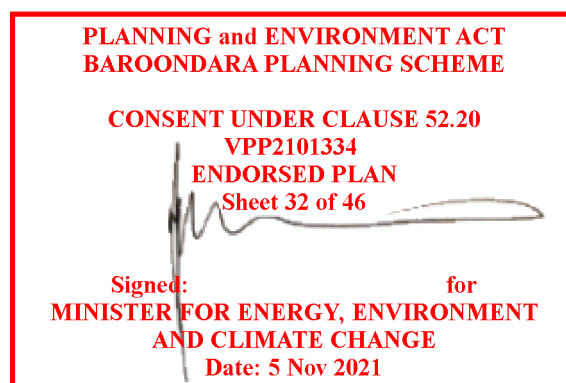 PLANNING and ENVIRONMENT ACT
BAROONDARA PLANNING SCHEME
CONSENT UNDER CLAUSE 52.20
VPP2101334
ENDORSED PLAN
Sheet 32 of 46
Signed: for
MINISTER FOR ENERGY, ENVIRONMENT
AND CLIMATE CHANGE
Date: 5 Nov 2021